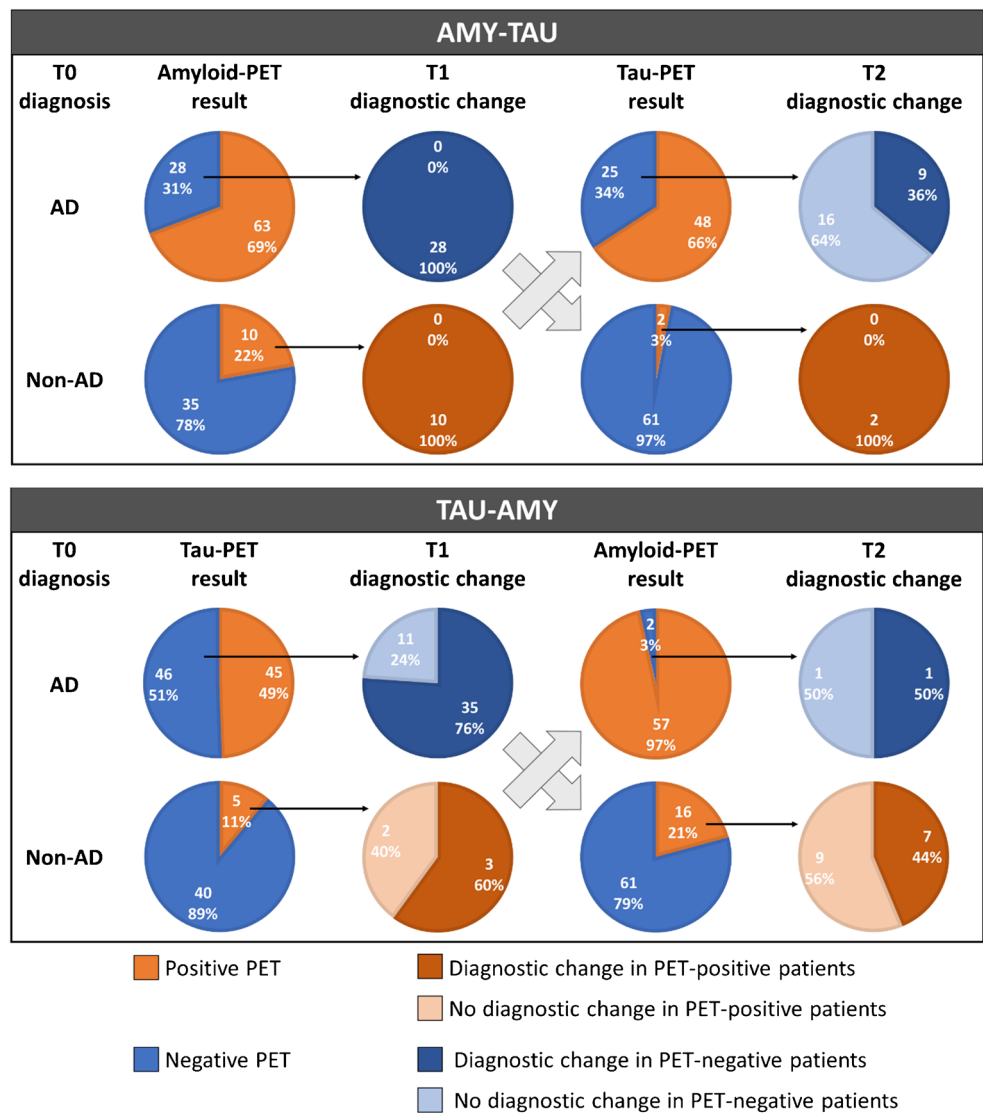 AMY-TAU
T0
diagnosis
Amyloid-PET
result
T1
diagnostic change
Tau-PET
result
T2
diagnostic change
AD
28
31%
63
69%
0
0%
28
100%
25
34%
48
66%
9
36%
16
64%
Non-AD
10
22%
35
78%
0
0%
10
100%
2
3%
61
97%
0
0%
2
100%
TAU-AMY
T0
diagnosis
Tau-PET
result
T1
diagnostic change
Amyloid-PET
result
T2
diagnostic change
AD
46
51%
45
49%
11
24%
35
76%
2
3%
57
97%
1
50%
1
50%
Non-AD
5
11%
40
89%
2
40%
3
60%
16
21%
61
79%
9
56%
7
44%
Positive PET
Diagnostic change in PET-positive patients
No diagnostic change in PET-positive patients
Negative PET
Diagnostic change in PET-negative patients
No diagnostic change in PET-negative patients